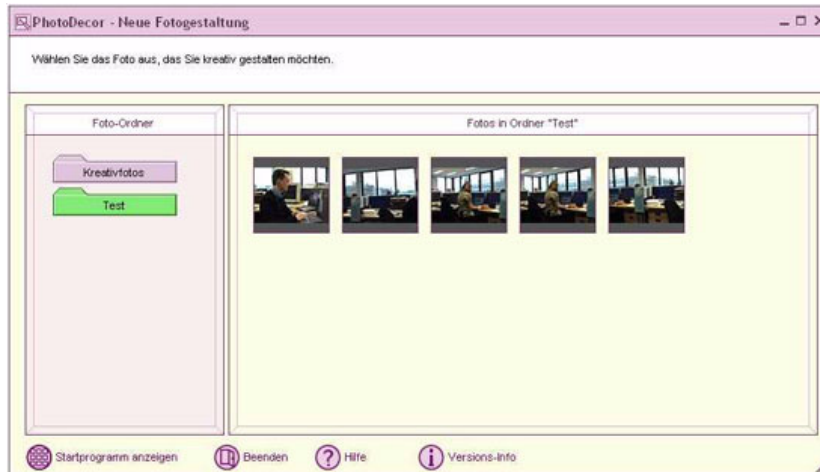 PhotoDecor - Neue Fotogestaltung
Wählen Sie das Foto aus, das Sie kreativ gestalten möchten.
Foto-Ordner
Fotos in Ordner "Test"
Kreativfotos
Test
Startprogramm anzeigen
Beenden
Hilfe
Versions-Info